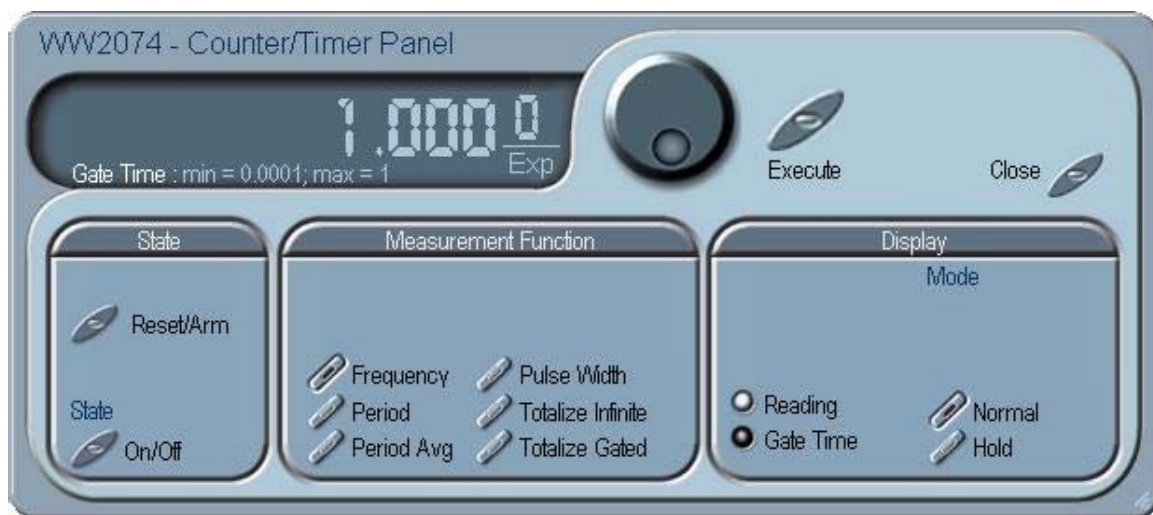 WW2074 - Counter/Timer Panel
1.000 0
Exp
Gate Time : min = 0.0001; max = 1
Execute
Close
State
Reset/Arm
State
On/Off
Measurement Function
Frequency
Pulse Width
Period
Totalize Infinite
Period Avg
Totalize Gated
Display
Mode
Reading
Gate Time
Normal
Hold